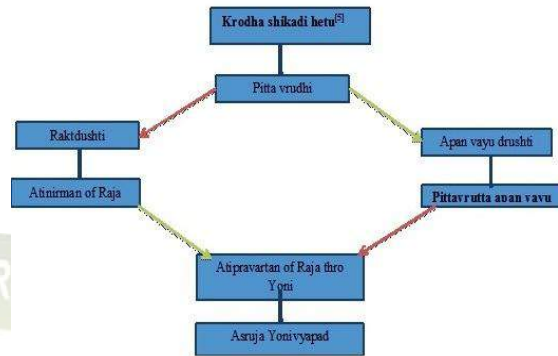 Krodha shikadi hetu[5]
Pitta vrudhi
Raktdushti
Apan vayu drushti
Atinirman of Raja
Pittavrutta apan vayu
Atipravartan of Raja thro
Yoni
Asruja Yonivyapad